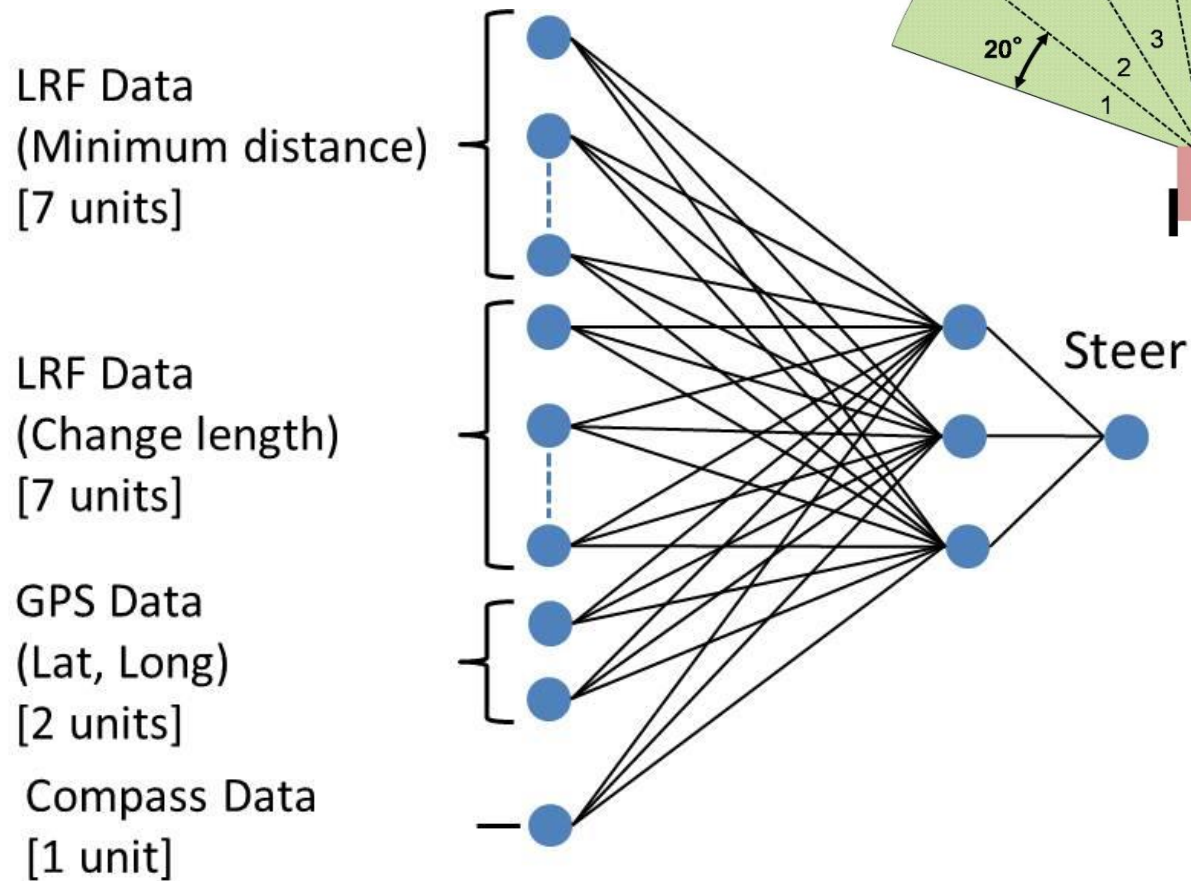 LRF Data
(Minimum distance)
[7 units]
LRF Data
(Change length)
[7 units]
GPS Data
(Lat, Long)
[2 units]
Compass Data
[1 unit]
Steer
20°
1
2
3